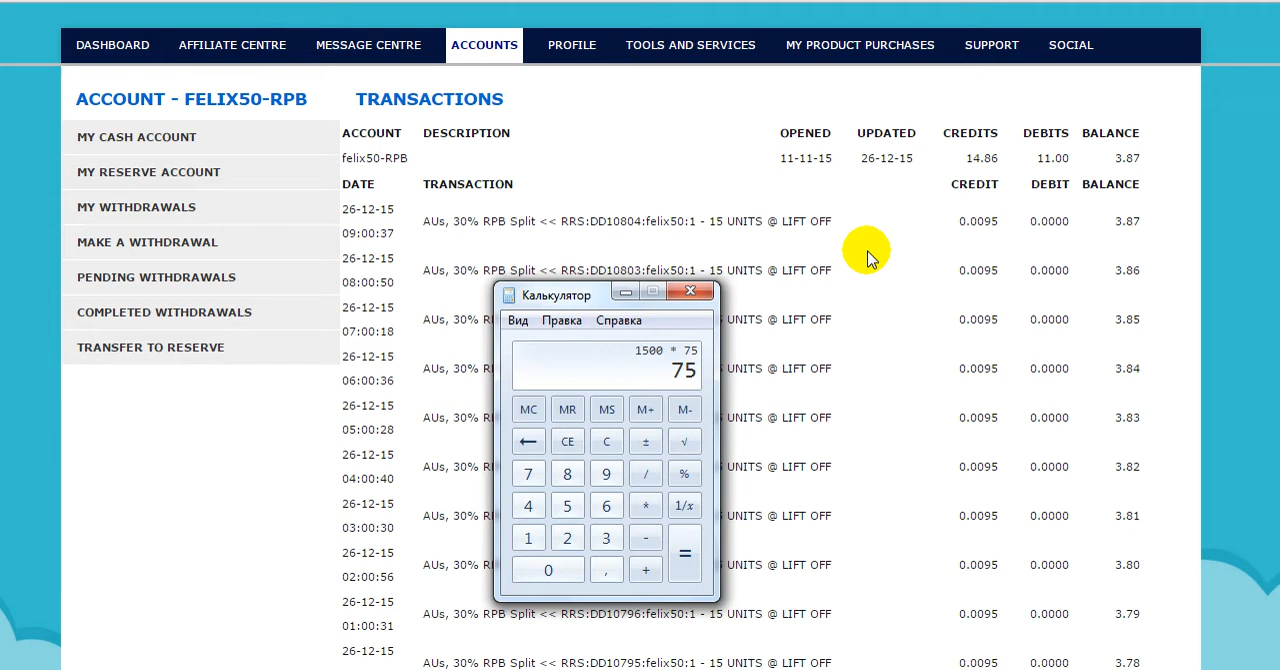 DASHBOARD AFFILIATE CENTRE MESSAGE CENTRE ACCOUNTS PROFILE TOOLS AND SERVICES MY PRODUCT PURCHASES SUPPORT SOCIAL
ACCOUNT - FELIX50-RPB
MY CASH ACCOUNT
MY RESERVE ACCOUNT
MY WITHDRAWALS
MAKE A WITHDRAWAL
PENDING WITHDRAWALS
COMPLETED WITHDRAWALS
TRANSFER TO RESERVE
TRANSACTIONS
ACCOUNT DESCRIPTION OPENED UPDATED CREDITS DEBITS BALANCE
felix50-RPB 11-11-15 26-12-15 14.86 11.00 3.87
DATE TRANSACTION CREDIT DEBIT BALANCE
26-12-15
09:00:37
AUs, 30% RPB Split << RRS:DD10804:felix50:1 - 15 UNITS @ LIFT OFF 0.0095 0.0000 3.87
26-12-15
08:00:50
AUs, 30% RPB Split << RRS:DD10803:felix50:1 - 15 UNITS @ LIFT OFF 0.0095 0.0000 3.86
26-12-15
07:00:18
AUs, 30% UNITS @ LIFT OFF 0.0095 0.0000 3.85
26-12-15
06:00:36
AUs, 30% UNITS @ LIFT OFF 0.0095 0.0000 3.84
26-12-15
05:00:28
AUs, 30% UNITS @ LIFT OFF 0.0095 0.0000 3.83
26-12-15
04:00:40
AUs, 30% UNITS @ LIFT OFF 0.0095 0.0000 3.82
26-12-15
03:00:30
AUs, 30% UNITS @ LIFT OFF 0.0095 0.0000 3.81
26-12-15
02:00:56
AUs, 30% UNITS @ LIFT OFF 0.0095 0.0000 3.80
26-12-15
01:00:31
AUs, 30% RPB Split << RRS:DD10796:felix50:1 - 15 UNITS @ LIFT OFF 0.0095 0.0000 3.79
26-12-15
AUs, 30% RPB Split << RRS:DD10795:felix50:1 - 15 UNITS @ LIFT OFF 0.0095 0.0000 3.78
Калькулятор
Вид Правка Справка
1500 * 75
75
MC MR MS M+ M-
← CE C ± √
7 8 9 / %
4 5 6 * 1/x
1 2 3 - =
0 , +